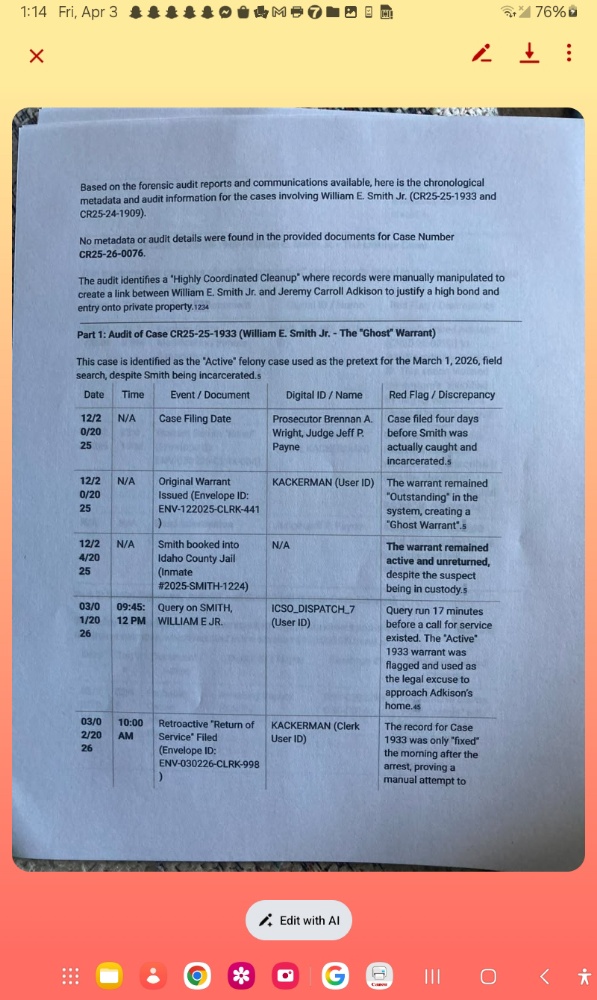 1:14 Fri, Apr 3
76%
Based on the forensic audit reports and communications available, here is the chronological
metadata and audit information for the cases involving William E. Smith Jr. (CR25-25-1933 and
CR25-24-1909).
No metadata or audit details were found in the provided documents for Case Number
CR25-26-0076.
The audit identifies a "Highly Coordinated Cleanup" where records were manually manipulated to
create a link between William E. Smith Jr. and Jeremy Carroll Adkison to justify a high bond and
entry onto private property.1234
Part 1: Audit of Case CR25-25-1933 (William E. Smith Jr. - The "Ghost" Warrant)
This case is identified as the "Active" felony case used as the pretext for the March 1, 2026, field
search, despite Smith being incarcerated.5
Date Time Event / Document Digital ID / Name Red Flag / Discrepancy
12/2
0/20
25
N/A
Case Filing Date
Prosecutor Brennan A.
Wright, Judge Jeff P.
Payne
Case filed four days
before Smith was
actually caught and
incarcerated.5
12/2
0/20
25
N/A
Original Warrant
Issued (Envelope ID:
ENV-122025-CLRK-441
)
KACKERMAN (User ID)
The warrant remained
"Outstanding" in the
system, creating a
"Ghost Warrant".5
12/2
4/20
25
N/A
Smith booked into
Idaho County Jail
(Inmate
#2025-SMITH-1224)
N/A
The warrant remained
active and unreturned,
despite the suspect
being in custody.5
03/0
1/20
26
09:45:
12 PM
Query on SMITH,
WILLIAM E JR.
ICSO_DISPATCH_7
(User ID)
Query run 17 minutes
before a call for service
existed. The "Active"
1933 warrant was
flagged and used as
the legal excuse to
approach Adkison's
home.45
03/0
2/20
26
10:00
AM
Retroactive "Return of
Service" Filed
(Envelope ID:
ENV-030226-CLRK-998
)
KACKERMAN (Clerk
User ID)
The record for Case
1933 was only "fixed"
the morning after the
arrest, proving a
manual attempt to
Edit with AI